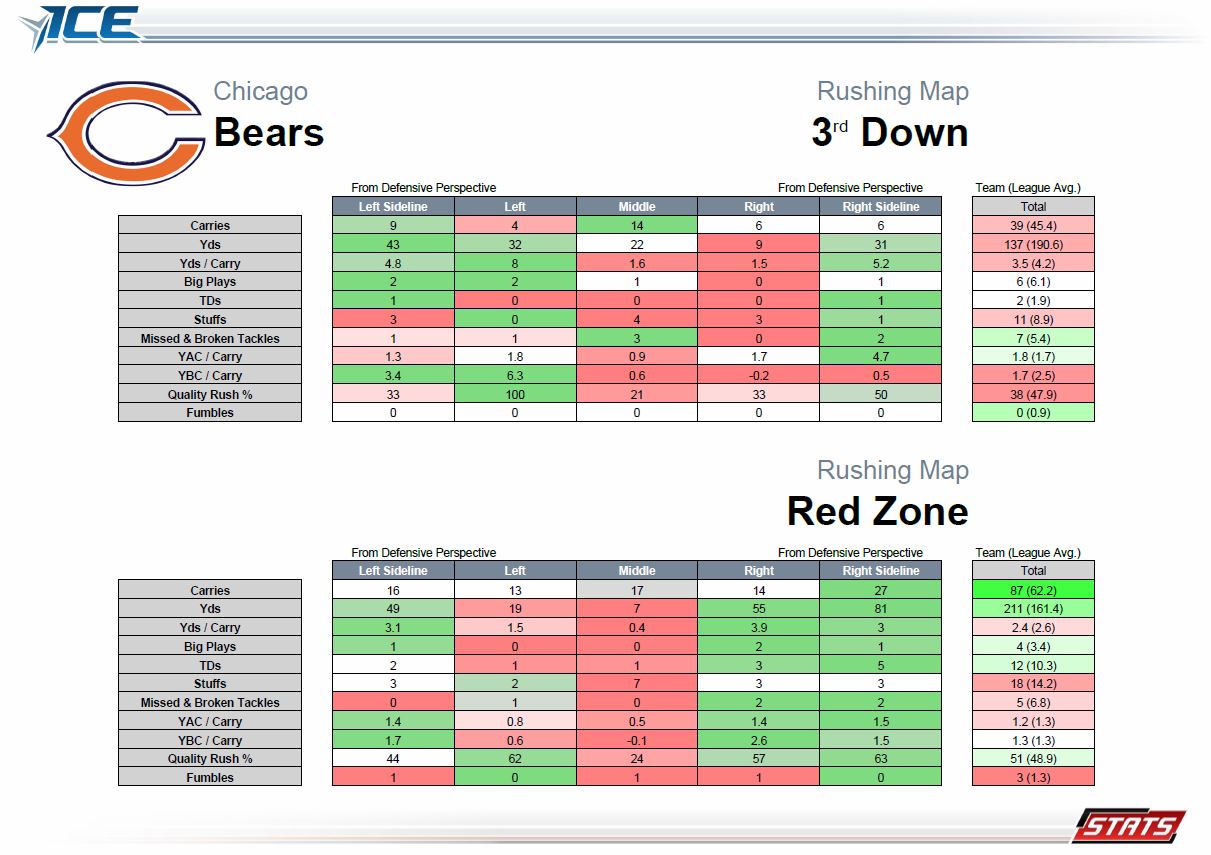 ICE
Chicago
Bears
Rushing Map
3rd Down
From Defensive Perspective From Defensive Perspective Team (League Avg.)
Left Sideline Left Middle Right Right Sideline Total
Carries 9 4 14 6 6 39 (45.4)
Yds 43 32 22 9 31 137 (190.6)
Yds / Carry 4.8 8 1.6 1.5 5.2 3.5 (4.2)
Big Plays 2 2 1 0 1 6 (6.1)
TDs 1 0 0 0 1 2 (1.9)
Stuffs 3 0 4 3 1 11 (8.9)
Missed & Broken Tackles 1 1 3 0 2 7 (5.4)
YAC / Carry 1.3 1.8 0.9 1.7 4.7 1.8 (1.7)
YBC / Carry 3.4 6.3 0.6 -0.2 0.5 1.7 (2.5)
Quality Rush % 33 100 21 33 50 38 (47.9)
Fumbles 0 0 0 0 0 0 (0.9)
Rushing Map
Red Zone
From Defensive Perspective From Defensive Perspective Team (League Avg.)
Left Sideline Left Middle Right Right Sideline Total
Carries 16 13 17 14 27 87 (62.2)
Yds 49 19 7 55 81 211 (161.4)
Yds / Carry 3.1 1.5 0.4 3.9 3 2.4 (2.6)
Big Plays 1 0 0 2 1 4 (3.4)
TDs 2 1 1 3 5 12 (10.3)
Stuffs 3 2 7 3 3 18 (14.2)
Missed & Broken Tackles 0 1 0 2 2 5 (6.8)
YAC / Carry 1.4 0.8 0.5 1.4 1.5 1.2 (1.3)
YBC / Carry 1.7 0.6 -0.1 2.6 1.5 1.3 (1.3)
Quality Rush % 44 62 24 57 63 51 (48.9)
Fumbles 1 0 1 1 0 3 (1.3)
STATS